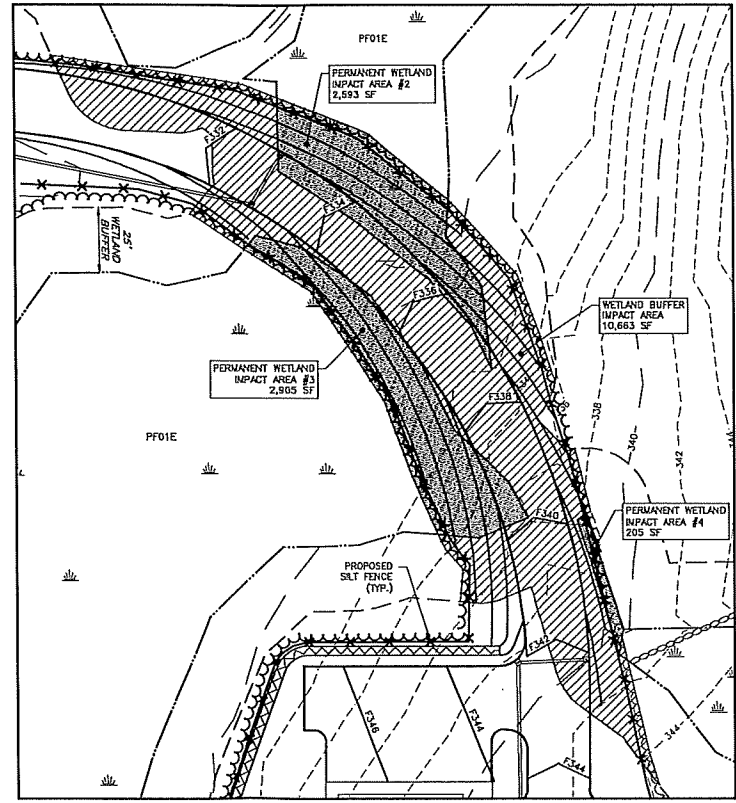 PF01E
PERMANENT WETLAND
IMPACT AREA #2
2,593 SF
F332
F334
25'
WETLAND
BUFFER
F336
WETLAND BUFFER
IMPACT AREA
10,663 SF
PERMANENT WETLAND
IMPACT AREA #3
2,905 SF
F338
338
340
342
PF01E
F340
PERMANENT WETLAND
IMPACT AREA #4
205 SF
PROPOSED
SILT FENCE
(TYP.)
F342
F346
F344
344
F344